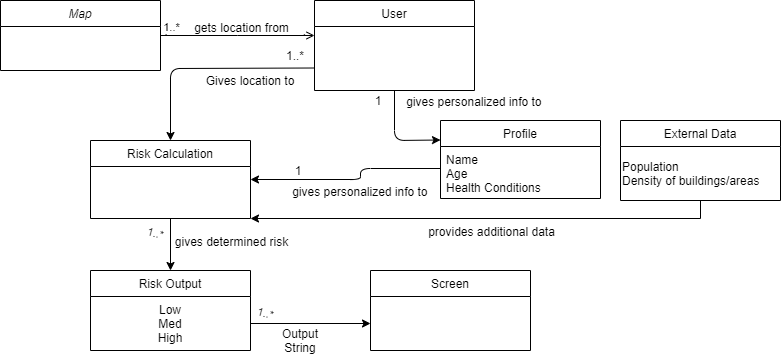 Map
User
1..*
gets location from
1..*
Gives location to
1
gives personalized info to
Profile
Name
Age
Health Conditions
External Data
Population
Density of buildings/areas
Risk Calculation
1
gives personalized info to
provides additional data
1..*
gives determined risk
Risk Output
Low
Med
High
1..*
Output
String
Screen